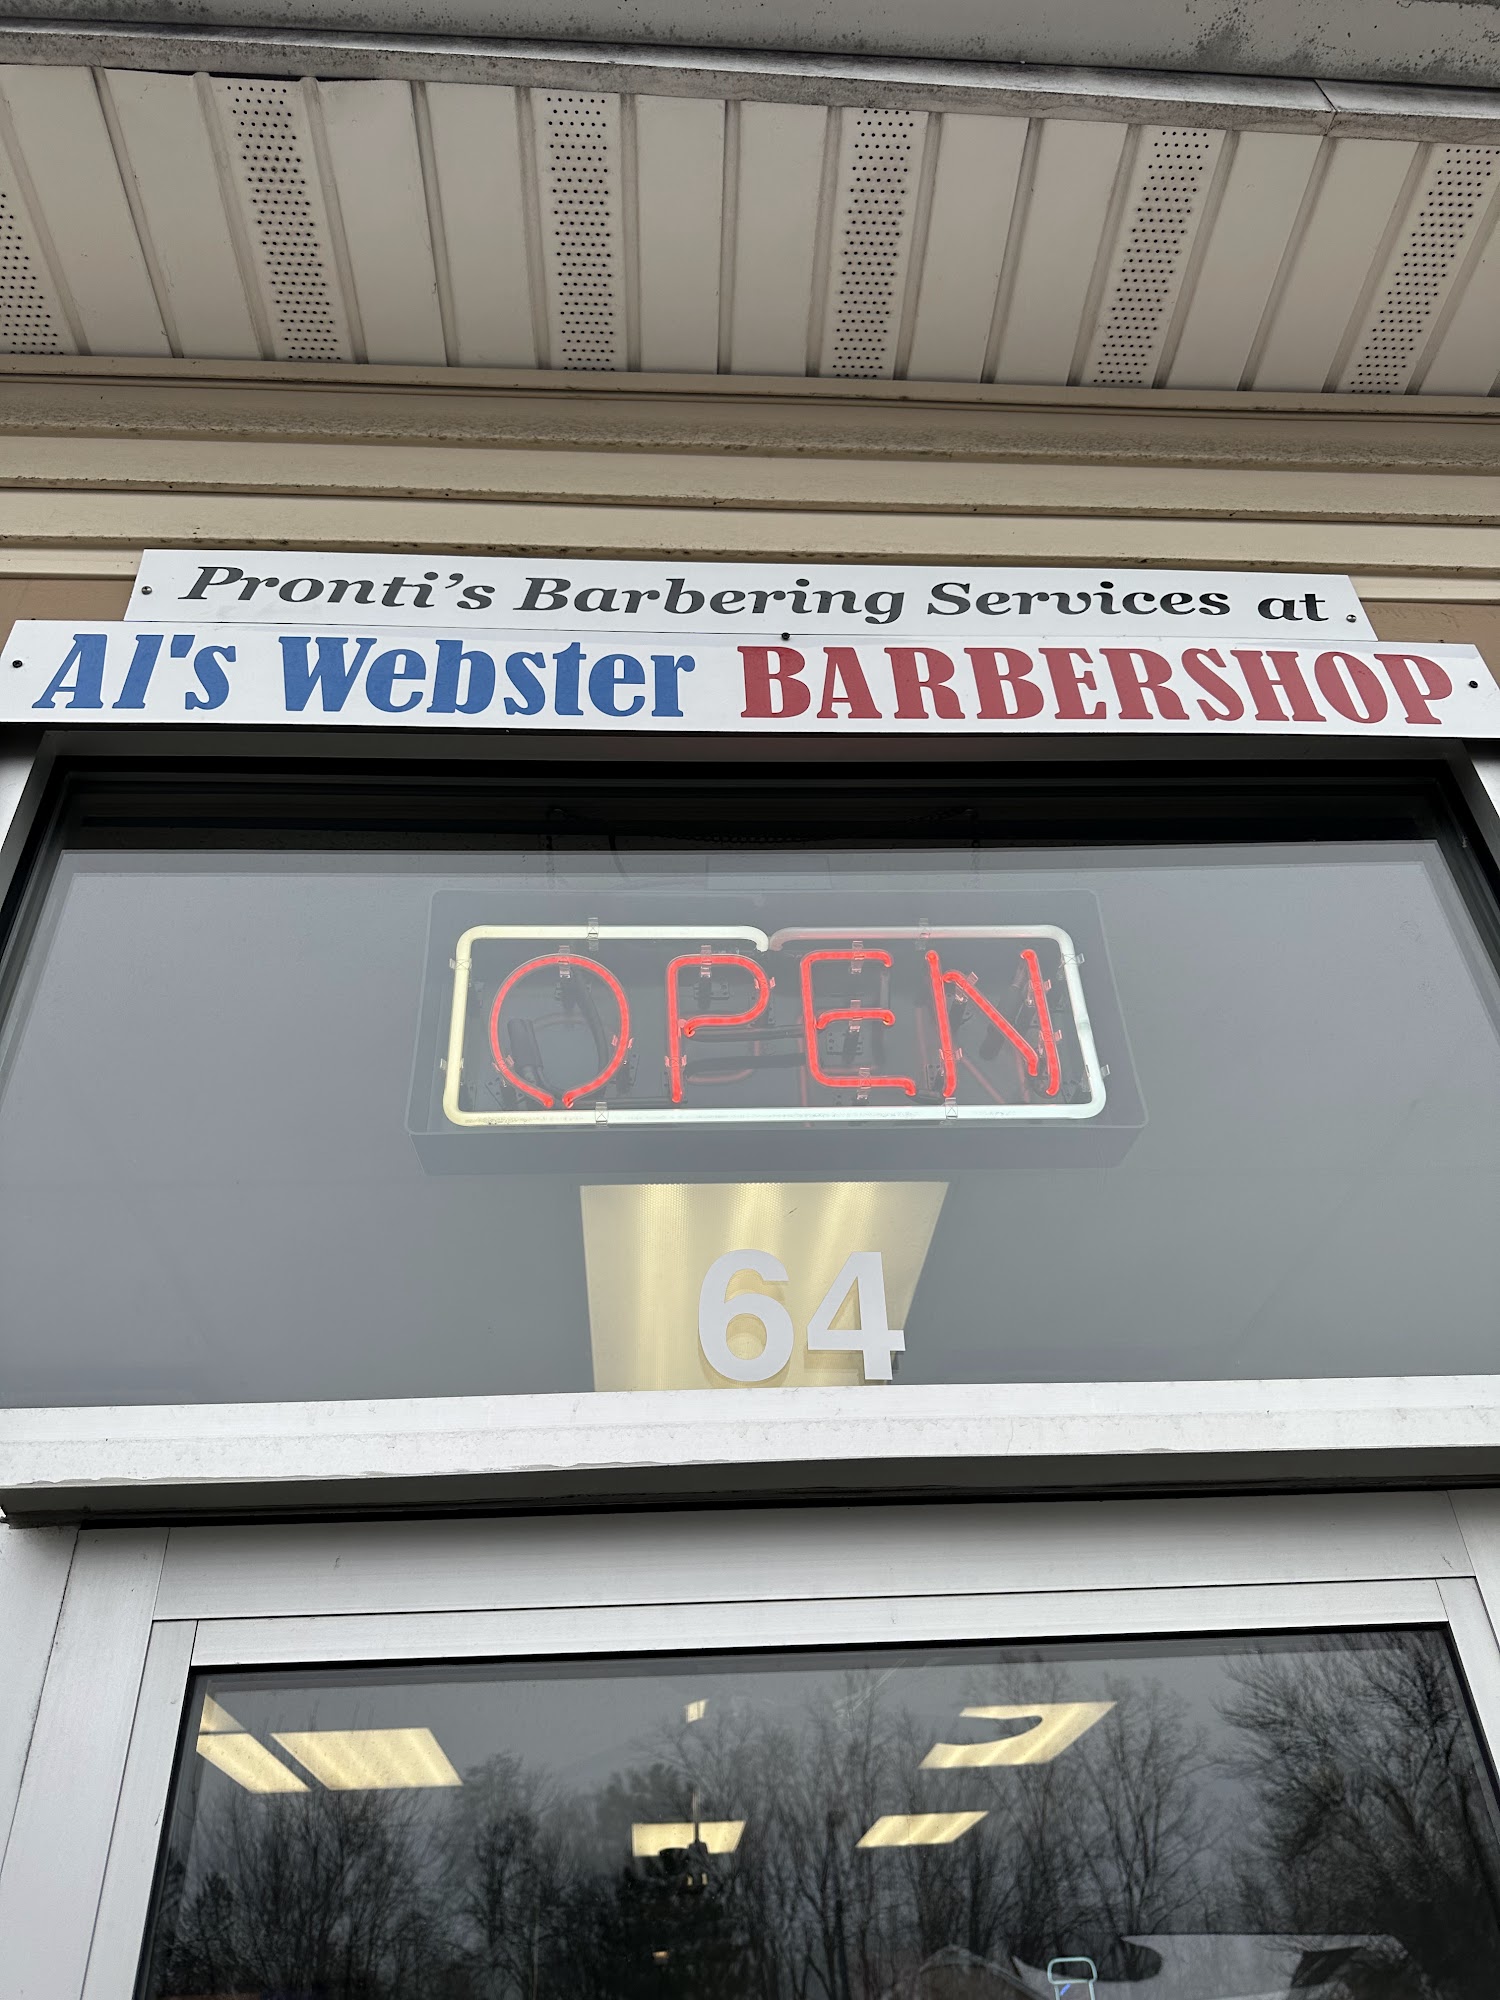 Pronti's Barbering Services at
Al's Webster BARBERSHOP
OPEN
64